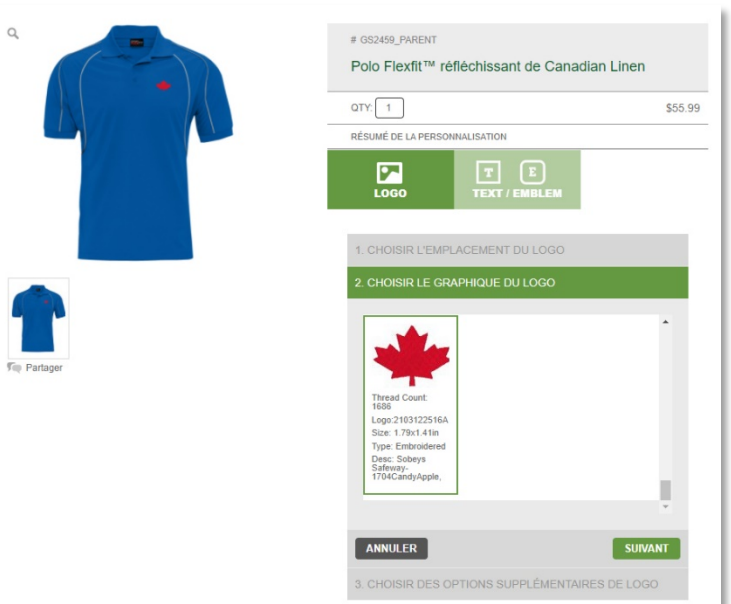 # GS2459_PARENT
Polo Flexfit™ réfléchissant de Canadian Linen
QTY: 1 $55.99
RÉSUMÉ DE LA PERSONNALISATION
LOGO
T E
TEXT / EMBLEM
1. CHOISIR L'EMPLACEMENT DU LOGO
2. CHOISIR LE GRAPHIQUE DU LOGO
Thread Count:
1686
Logo:2103122516A
Size: 1.79x1.41in
Type: Embroidered
Desc: Sobeys
Safeway-
1704CandyApple,
Partager
ANNULER SUIVANT
3. CHOISIR DES OPTIONS SUPPLÉMENTAIRES DE LOGO